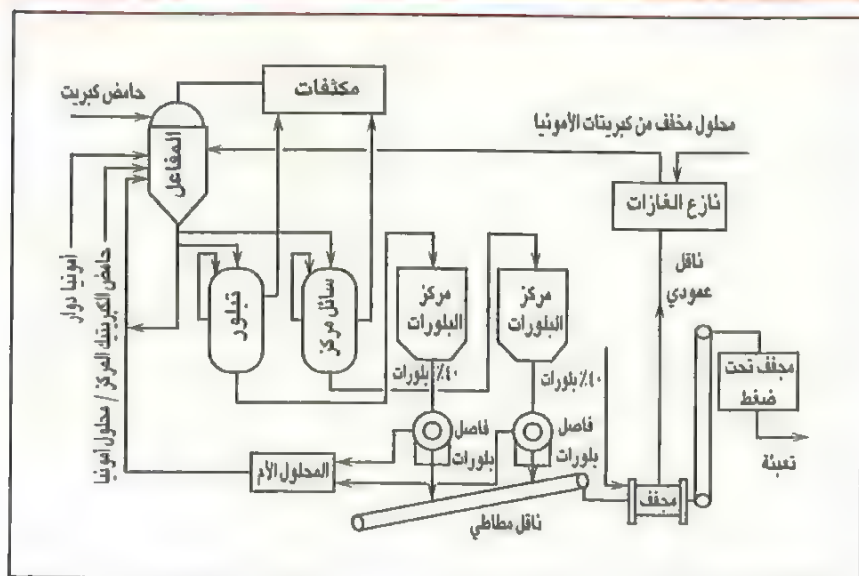 حامض كبريت
مكثفات
محلول مخفف من كبريتات الأمونيا
المفاعل
نازع الغازات
أمونيا دوار
حامض الكبريتيك المركز / محلول أمونيا
تبلور
سائل مركز
مركز
البلورات
مركز
البلورات
ناقل
عمودي
مجفف تحت
ضغط
٤٠٪ بلورات
٤٠٪ بلورات
فاصل
بلورات
فاصل
بلورات
تعبئة
المحلول الأم
ناقل مطاطي
مجفف